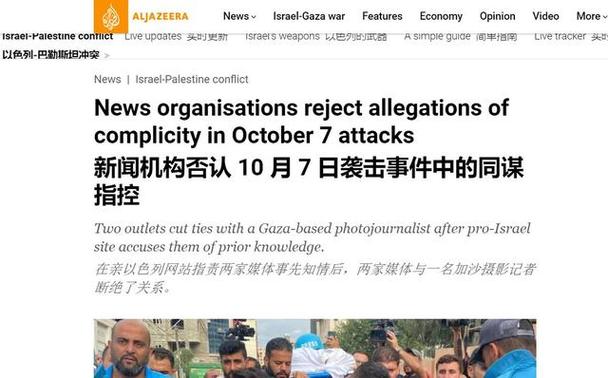 ALJAZEERA News Israel-Gaza war Features Economy Opinion Video More
Israel-Palestine conflict Live updates 实时更新 Israel's weapons 以色列的武器 A simple guide 简单指南 Live tracker
以色列-巴勒斯坦冲突 >
News | Israel-Palestine conflict
News organisations reject allegations of
complicity in October 7 attacks
新闻机构否认 10 月 7 日袭击事件中的同谋
指控
Two outlets cut ties with a Gaza-based photojournalist after pro-Israel
site accuses them of prior knowledge.
在亲以色列网站指责两家媒体事先知情后，两家媒体与一名加沙摄影记者
断绝了关系。
PRESS